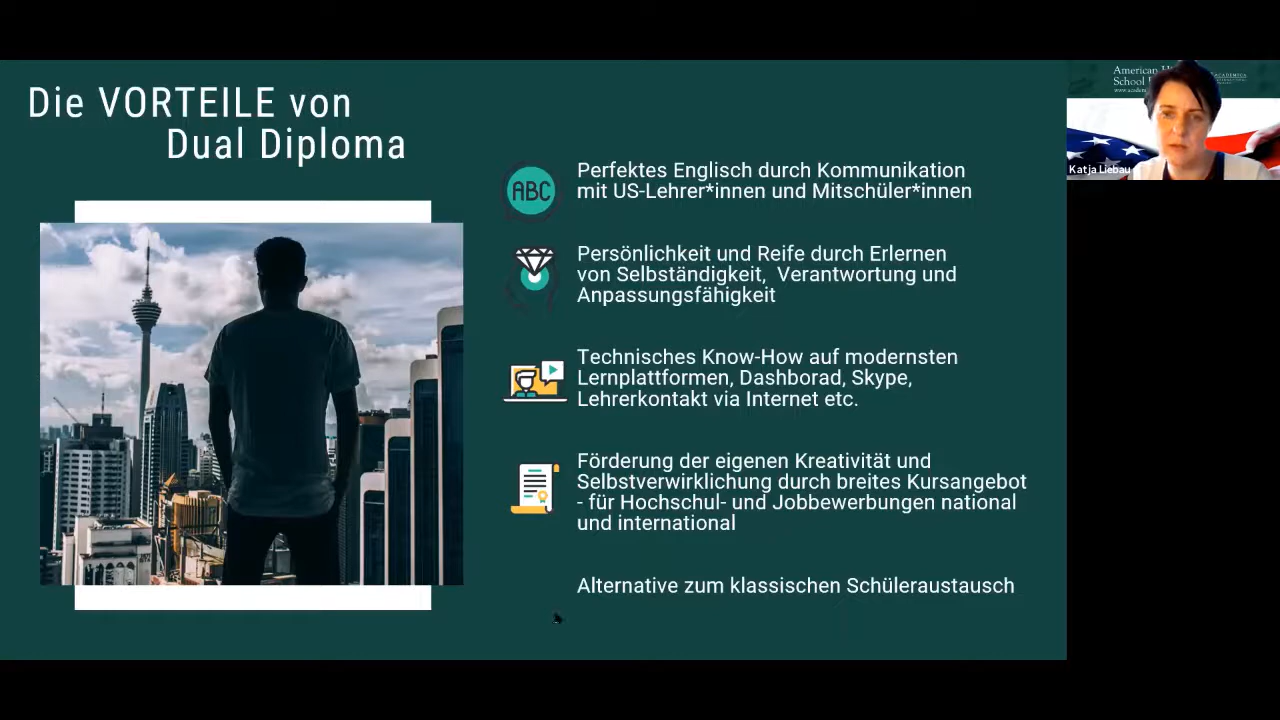 Die VORTEILE von
Dual Diploma
ABC
Perfektes Englisch durch Kommunikation
mit US-Lehrer*innen und Mitschüler*innen
Persönlichkeit und Reife durch Erlernen
von Selbständigkeit, Verantwortung und
Anpassungsfähigkeit
Technisches Know-How auf modernsten
Lernplattformen, Dashborad, Skype,
Lehrerkontakt via Internet etc.
Förderung der eigenen Kreativität und
Selbstverwirklichung durch breites Kursangebot
- für Hochschul- und Jobbewerbungen national
und international
Alternative zum klassischen Schüleraustausch
American
School
Katja Liebau